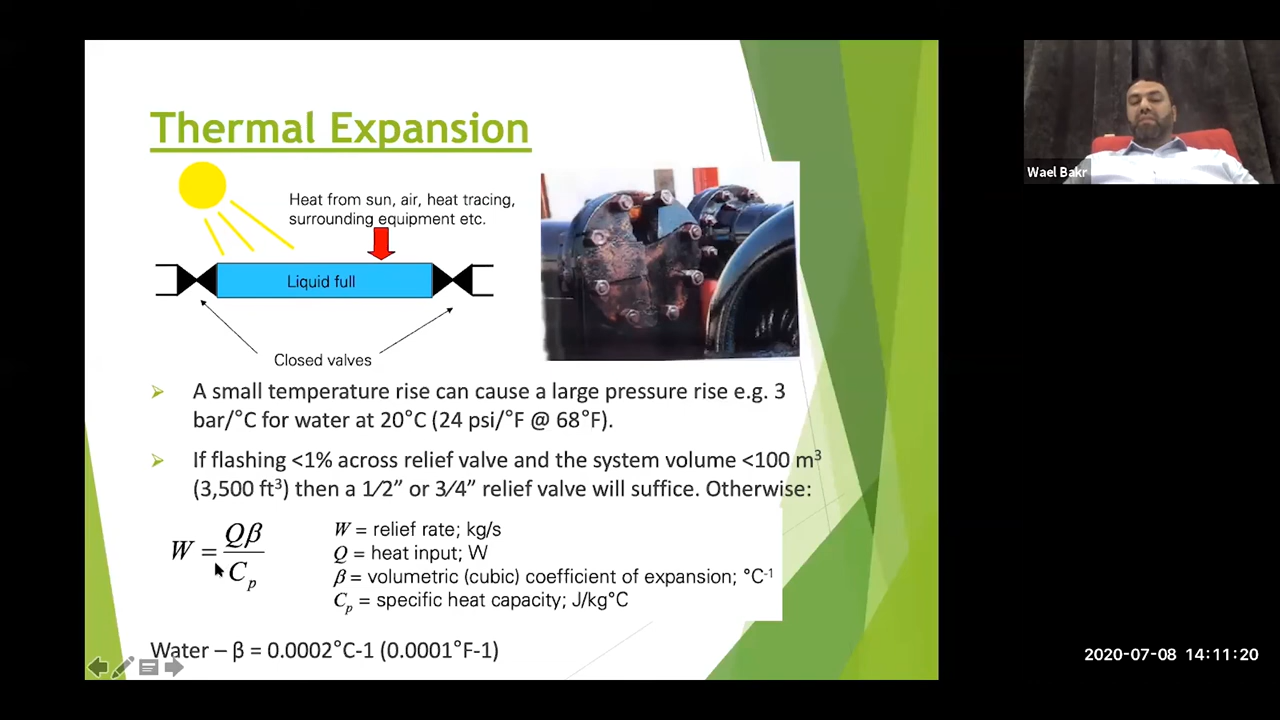 Thermal Expansion
Heat from sun, air, heat tracing,
surrounding equipment etc.
Liquid full
Closed valves
A small temperature rise can cause a large pressure rise e.g. 3
bar/°C for water at 20°C (24 psi/°F @ 68°F).
If flashing <1% across relief valve and the system volume <100 m³
(3,500 ft³) then a 1⁄2” or 3⁄4” relief valve will suffice. Otherwise:
W = Qβ / Cp
W = relief rate; kg/s
Q = heat input; W
β = volumetric (cubic) coefficient of expansion; °C⁻¹
Cp = specific heat capacity; J/kg°C
Water – β = 0.0002°C-1 (0.0001°F-1)
Wael Bakr
2020-07-08 14:11:20